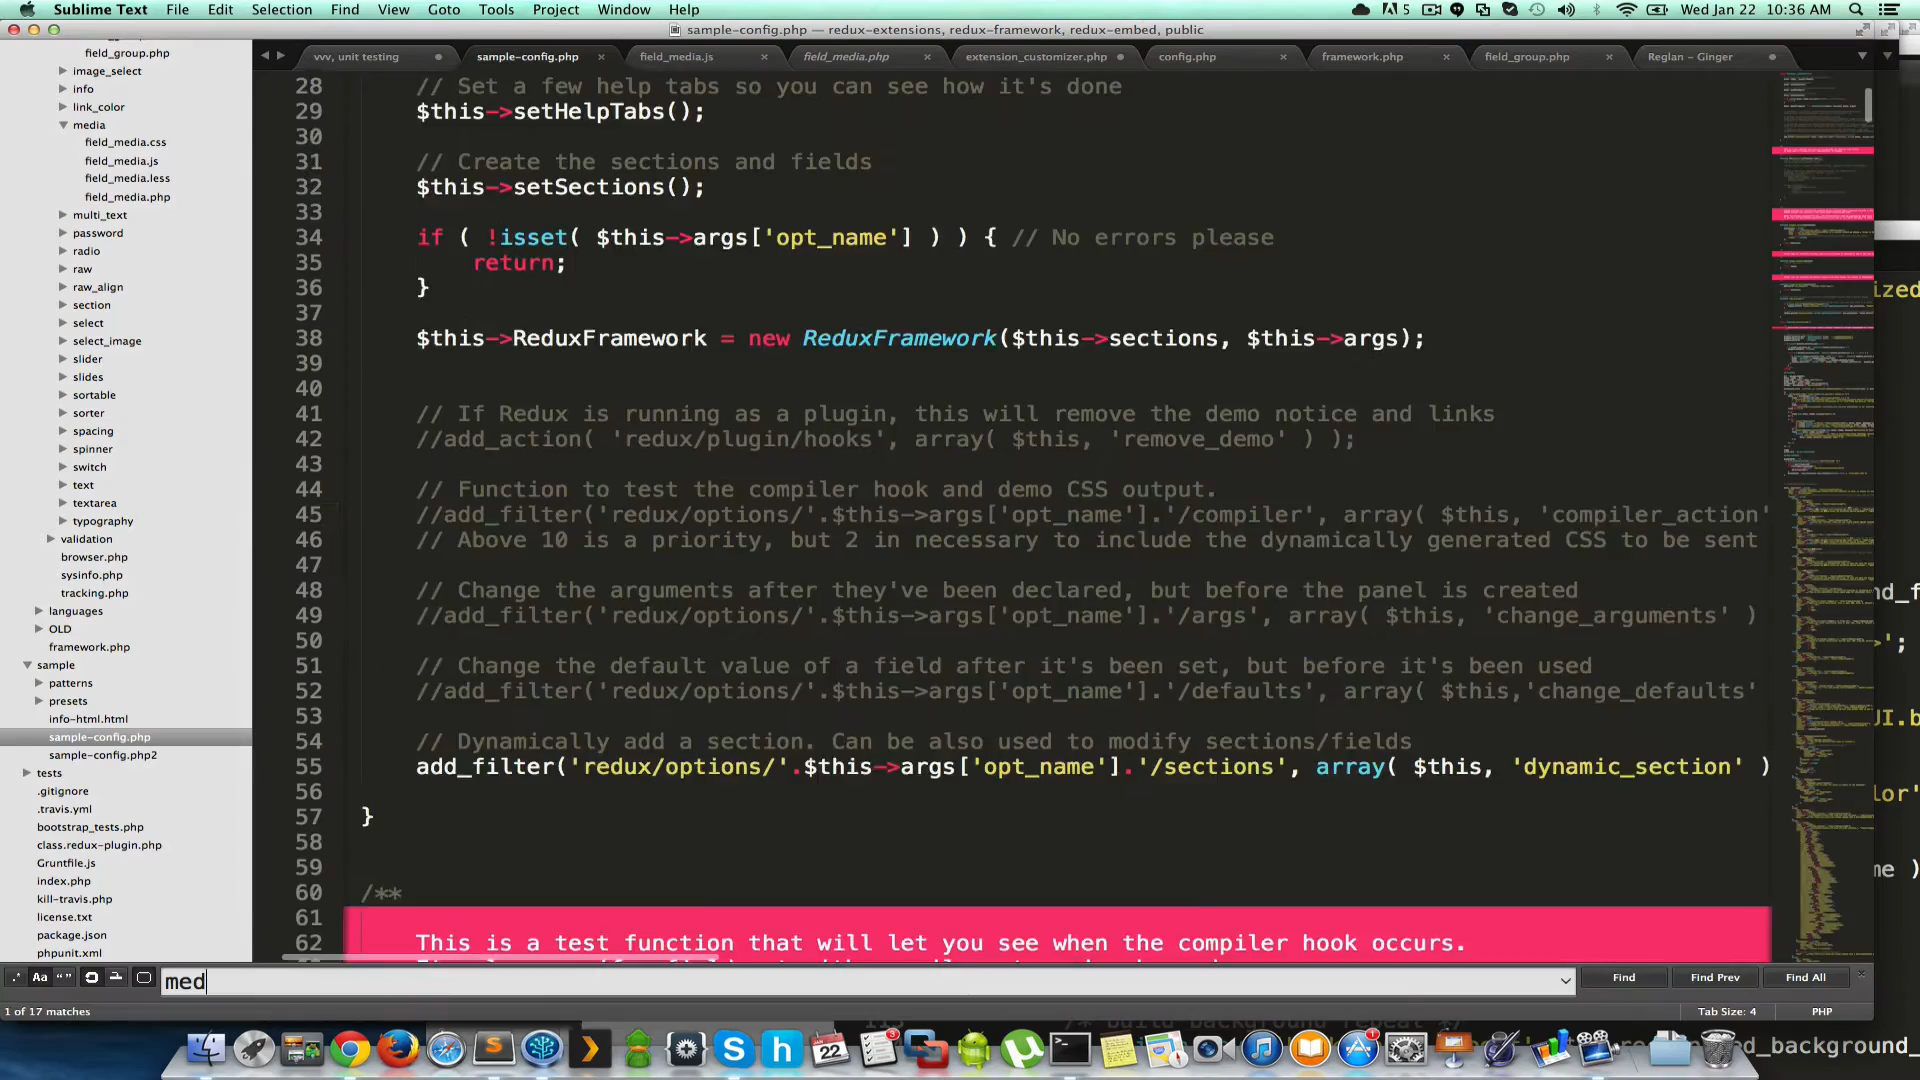 Sublime Text File Edit Selection Find View Goto Tools Project Window Help 5 Wed Jan 22 10:36 AM
sample-config.php — redux-extensions, redux-framework, redux-embed, public
vvv, unit testing sample-config.php field_media.js field_media.php extension_customizer.php config.php framework.php field_group.php Reglan – Ginger
field_group.php
image_select
info
link_color
media
field_media.css
field_media.js
field_media.less
field_media.php
multi_text
password
radio
raw
raw_align
section
select
select_image
slider
slides
sortable
sorter
spacing
spinner
switch
text
textarea
typography
validation
browser.php
sysinfo.php
tracking.php
languages
OLD
framework.php
sample
patterns
presets
info-html.html
sample-config.php
sample-config.php2
tests
.gitignore
.travis.yml
bootstrap_tests.php
class.redux-plugin.php
Gruntfile.js
index.php
kill-travis.php
license.txt
package.json
phpunit.xml
28 // Set a few help tabs so you can see how it's done
29 $this->setHelpTabs();
30
31 // Create the sections and fields
32 $this->setSections();
33
34 if ( !isset( $this->args['opt_name'] ) ) { // No errors please
35 return;
36 }
37
38 $this->ReduxFramework = new ReduxFramework($this->sections, $this->args);
39
40
41 // If Redux is running as a plugin, this will remove the demo notice and links
42 //add_action( 'redux/plugin/hooks', array( $this, 'remove_demo' ) );
43
44 // Function to test the compiler hook and demo CSS output.
45 //add_filter('redux/options/'.$this->args['opt_name'].'/compiler', array( $this, 'compiler_action'
46 // Above 10 is a priority, but 2 in necessary to include the dynamically generated CSS to be sent
47
48 // Change the arguments after they've been declared, but before the panel is created
49 //add_filter('redux/options/'.$this->args['opt_name'].'/args', array( $this, 'change_arguments' )
50
51 // Change the default value of a field after it's been set, but before it's been used
52 //add_filter('redux/options/'.$this->args['opt_name'].'/defaults', array( $this,'change_defaults'
53
54 // Dynamically add a section. Can be also used to modify sections/fields
55 add_filter('redux/options/'.$this->args['opt_name'].'/sections', array( $this, 'dynamic_section' )
56
57 }
58
59
60 /**
61
62 This is a test function that will let you see when the compiler hook occurs.
ized
nd_f
';
UI.b
lor'
me )
med
Find Find Prev Find All
1 of 17 matches Tab Size: 4 PHP
ed_background_